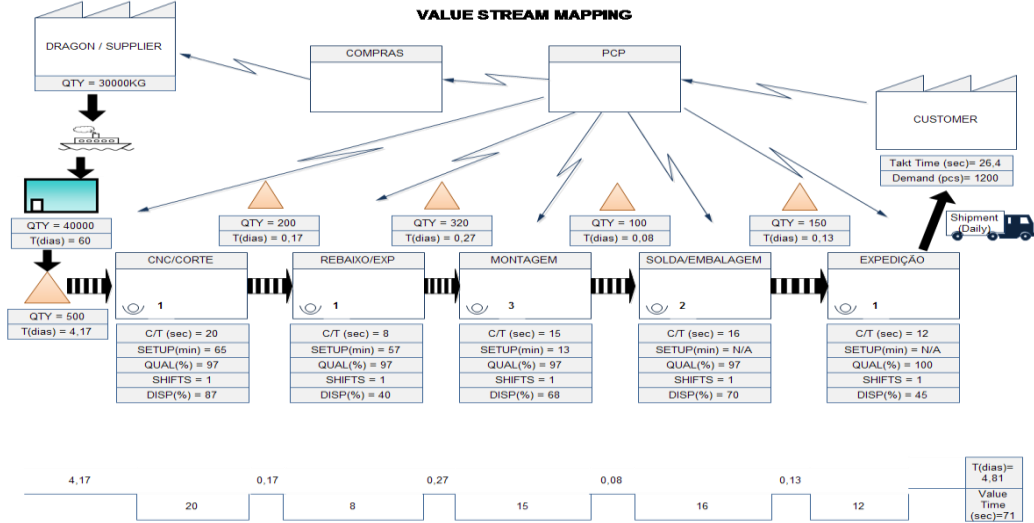 VALUE STREAM MAPPING
DRAGON / SUPPLIER
QTY = 30000KG
COMPRAS
PCP
CUSTOMER
Takt Time (sec)= 26,4
Demand (pcs)= 1200
Shipment
(Daily)
QTY = 40000
T(dias) = 60
QTY = 200
T(dias) = 0,17
QTY = 320
T(dias) = 0,27
QTY = 100
T(dias) = 0,08
QTY = 150
T(dias) = 0,13
QTY = 500
T(dias) = 4,17
CNC/CORTE
1
C/T (sec) = 20
SETUP(min) = 65
QUAL(%) = 97
SHIFTS = 1
DISP(%) = 87
REBAIXO/EXP
1
C/T (sec) = 8
SETUP(min) = 57
QUAL(%) = 97
SHIFTS = 1
DISP(%) = 40
MONTAGEM
3
C/T (sec) = 15
SETUP(min) = 13
QUAL(%) = 97
SHIFTS = 1
DISP(%) = 68
SOLDA/EMBALAGEM
2
C/T (sec) = 16
SETUP(min) = N/A
QUAL(%) = 97
SHIFTS = 1
DISP(%) = 70
EXPEDIÇÃO
1
C/T (sec) = 12
SETUP(min) = N/A
QUAL(%) = 100
SHIFTS = 1
DISP(%) = 45
4,17
20
0,17
8
0,27
15
0,08
16
0,13
12
T(dias)=
4,81
Value
Time
(sec)=71